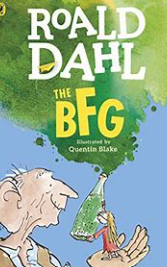 ROALD
DAHL
THE
BFG
Illustrated by
Quentin Blake